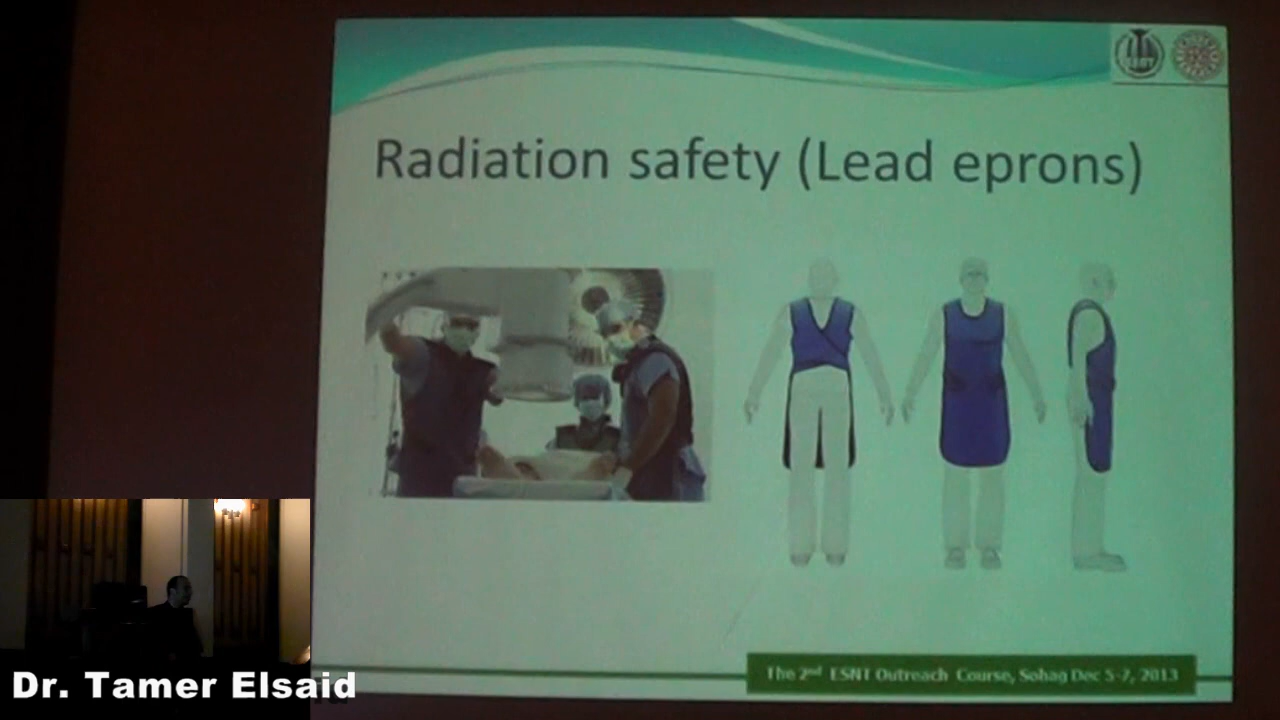 Radiation safety (Lead eprons)
The 2nd ESNT Outreach Course, Sohag Dec 5-7, 2013
Dr. Tamer Elsaid